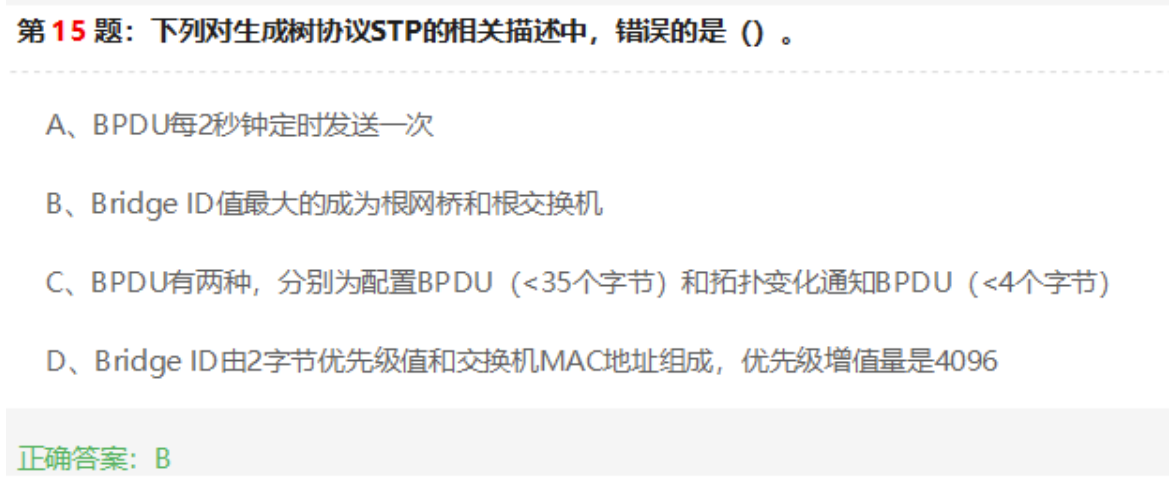 第 15 题：下列对生成树协议STP的相关描述中，错误的是（）。
A、BPDU每2秒钟定时发送一次
B、Bridge ID值最大的成为根网桥和根交换机
C、BPDU有两种，分别为配置BPDU（<35个字节）和拓扑变化通知BPDU（<4个字节）
D、Bridge ID由2字节优先级值和交换机MAC地址组成，优先级增值量是4096
正确答案：B